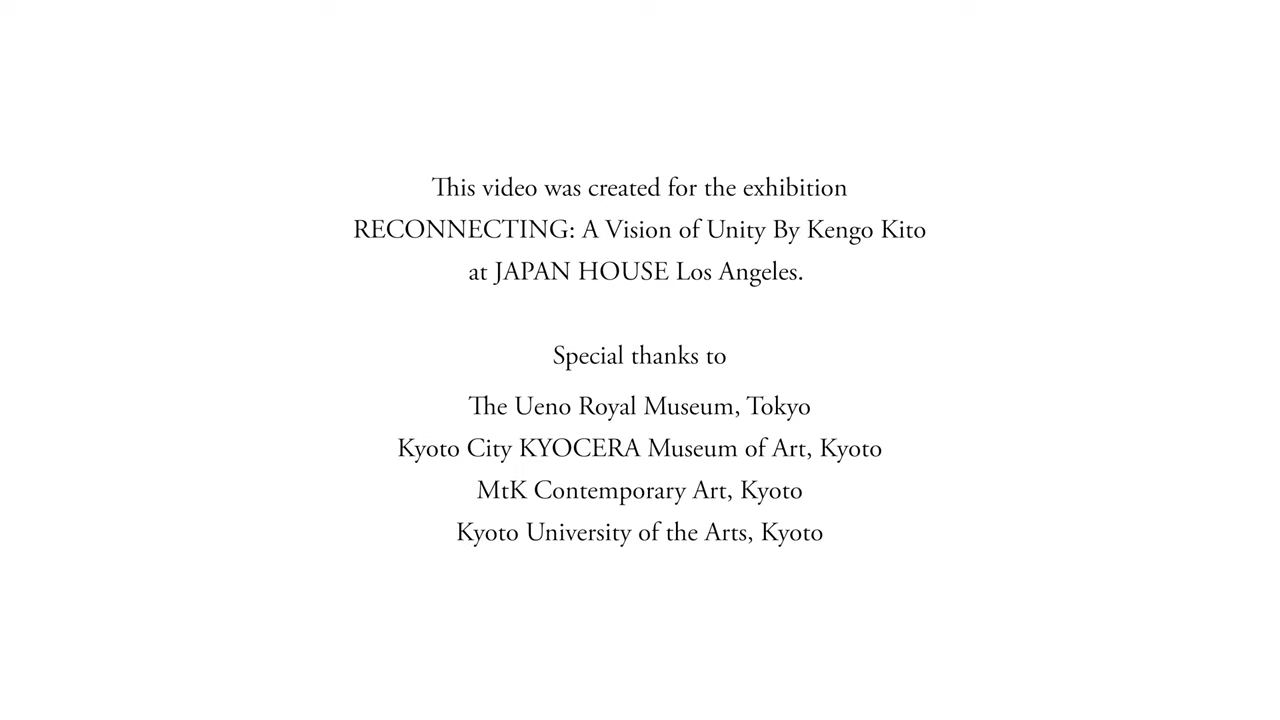 This video was created for the exhibition
RECONNECTING: A Vision of Unity By Kengo Kito
at JAPAN HOUSE Los Angeles.
Special thanks to
The Ueno Royal Museum, Tokyo
Kyoto City KYOCERA Museum of Art, Kyoto
MtK Contemporary Art, Kyoto
Kyoto University of the Arts, Kyoto